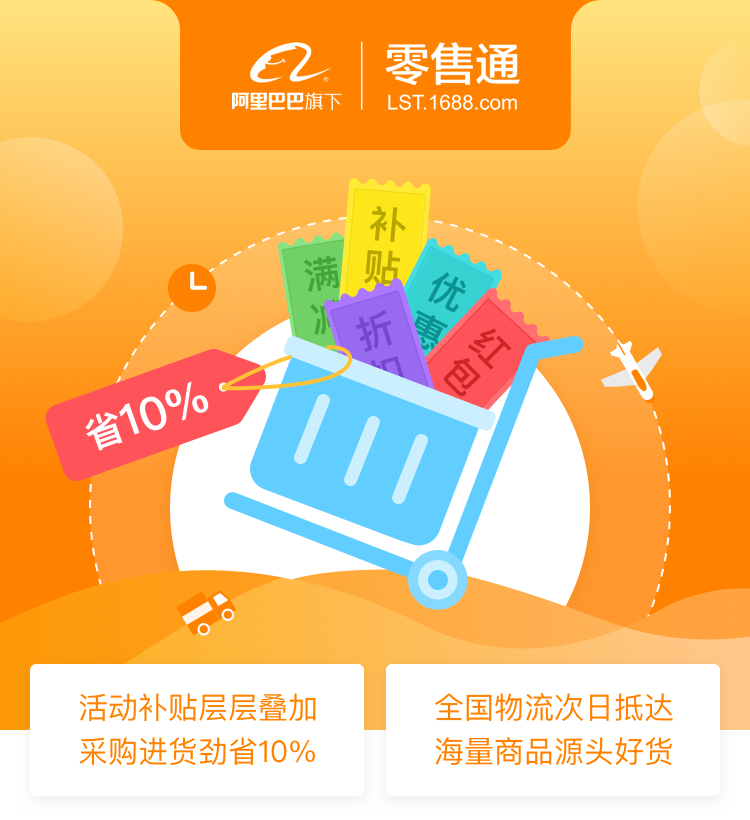 阿里巴巴旗下
零售通
LST.1688.com
补贴
满
优惠
折
红包
省10%
活动补贴层层叠加
采购进货劲省10%
全国物流次日抵达
海量商品源头好货